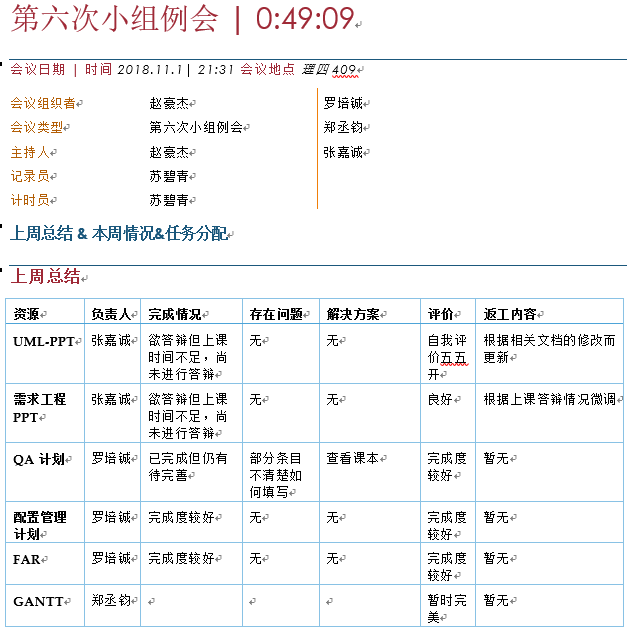 第六次小组例会 | 0:49:09
会议日期 | 时间 2018.11.1| 21:31 会议地点 理四 409
会议组织者 赵豪杰 罗培铖
会议类型 第六次小组例会 郑丞钧
主持人 赵豪杰 张嘉诚
记录员 苏碧青
计时员 苏碧青
上周总结 & 本周情况&任务分配
上周总结
资源 负责人 完成情况 存在问题 解决方案 评价 返工内容
UML-PPT 张嘉诚 欲答辩但上课 无 无 自我评 根据相关文档的修改而
时间不足，尚 价五五 更新
未进行答辩 开
需求工程 张嘉诚 欲答辩但上课 无 无 良好 根据上课答辩情况微调
PPT 时间不足，尚
未进行答辩
QA 计划 罗培铖 已完成但仍有 部分条目 查看课本 完成度 暂无
待完善 不清楚如 较好
何填写
配置管理 罗培铖 完成度较好 无 无 完成度 暂无
计划 较好
FAR 罗培铖 完成度较好 无 无 完成度 暂无
较好
GANTT 郑丞钧 暂时完 暂无
美